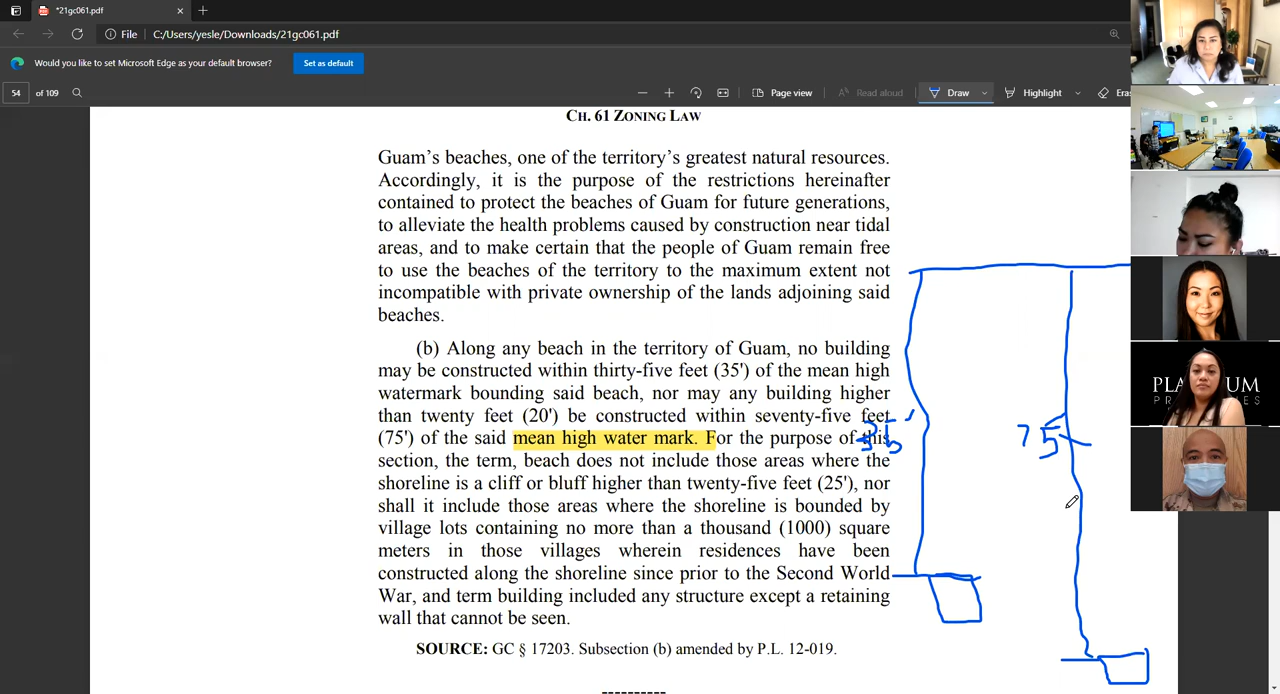 *21gc061.pdf
File C:/Users/yesle/Downloads/21gc061.pdf
Would you like to set Microsoft Edge as your default browser? Set as default
54 of 109 Page view Read aloud Draw Highlight Eras
CH. 61 ZONING LAW
Guam's beaches, one of the territory's greatest natural resources.
Accordingly, it is the purpose of the restrictions hereinafter
contained to protect the beaches of Guam for future generations,
to alleviate the health problems caused by construction near tidal
areas, and to make certain that the people of Guam remain free
to use the beaches of the territory to the maximum extent not
incompatible with private ownership of the lands adjoining said
beaches.
(b) Along any beach in the territory of Guam, no building
may be constructed within thirty-five feet (35') of the mean high
watermark bounding said beach, nor may any building higher
than twenty feet (20') be constructed within seventy-five feet
(75') of the said mean high water mark. For the purpose of this
section, the term, beach does not include those areas where the
shoreline is a cliff or bluff higher than twenty-five feet (25'), nor
shall it include those areas where the shoreline is bounded by
village lots containing no more than a thousand (1000) square
meters in those villages wherein residences have been
constructed along the shoreline since prior to the Second World
War, and term building included any structure except a retaining
wall that cannot be seen.
SOURCE: GC § 17203. Subsection (b) amended by P.L. 12-019.
----------
35'
75